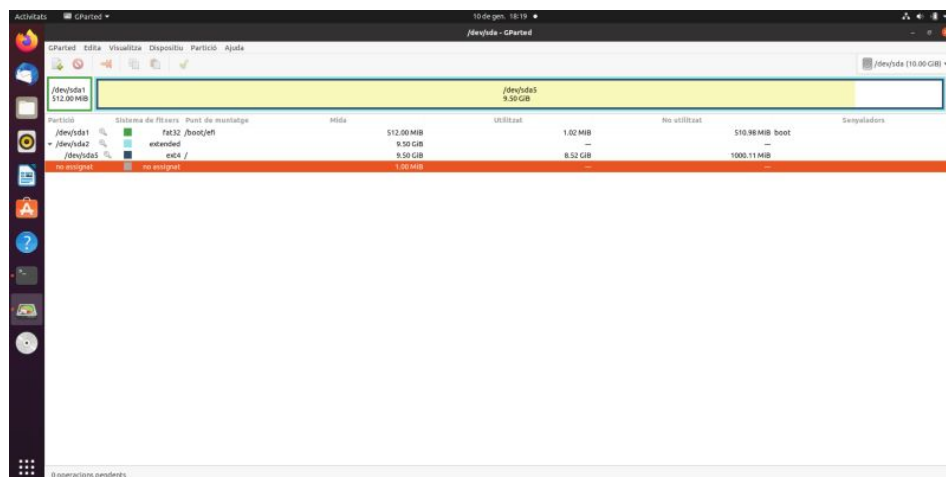 Activitats GParted 10 de gen. 18:19
/dev/sda - GParted
GParted Edita Visualitza Dispositiu Partició Ajuda
/dev/sda (10.00 GiB)
/dev/sda1
512.00 MiB
/dev/sda5
9.50 GiB
Partició Sistema de fitxers Punt de muntatge Mida Utilitzat No utilitzat Senyaladors
/dev/sda1 fat32 /boot/efi 512.00 MiB 1.02 MiB 510.98 MiB boot
/dev/sda2 extended 9.50 GiB — —
/dev/sda5 ext4 / 9.50 GiB 8.52 GiB 1000.11 MiB
no assignat no assignat 1.00 MiB — —
0 operacions pendents